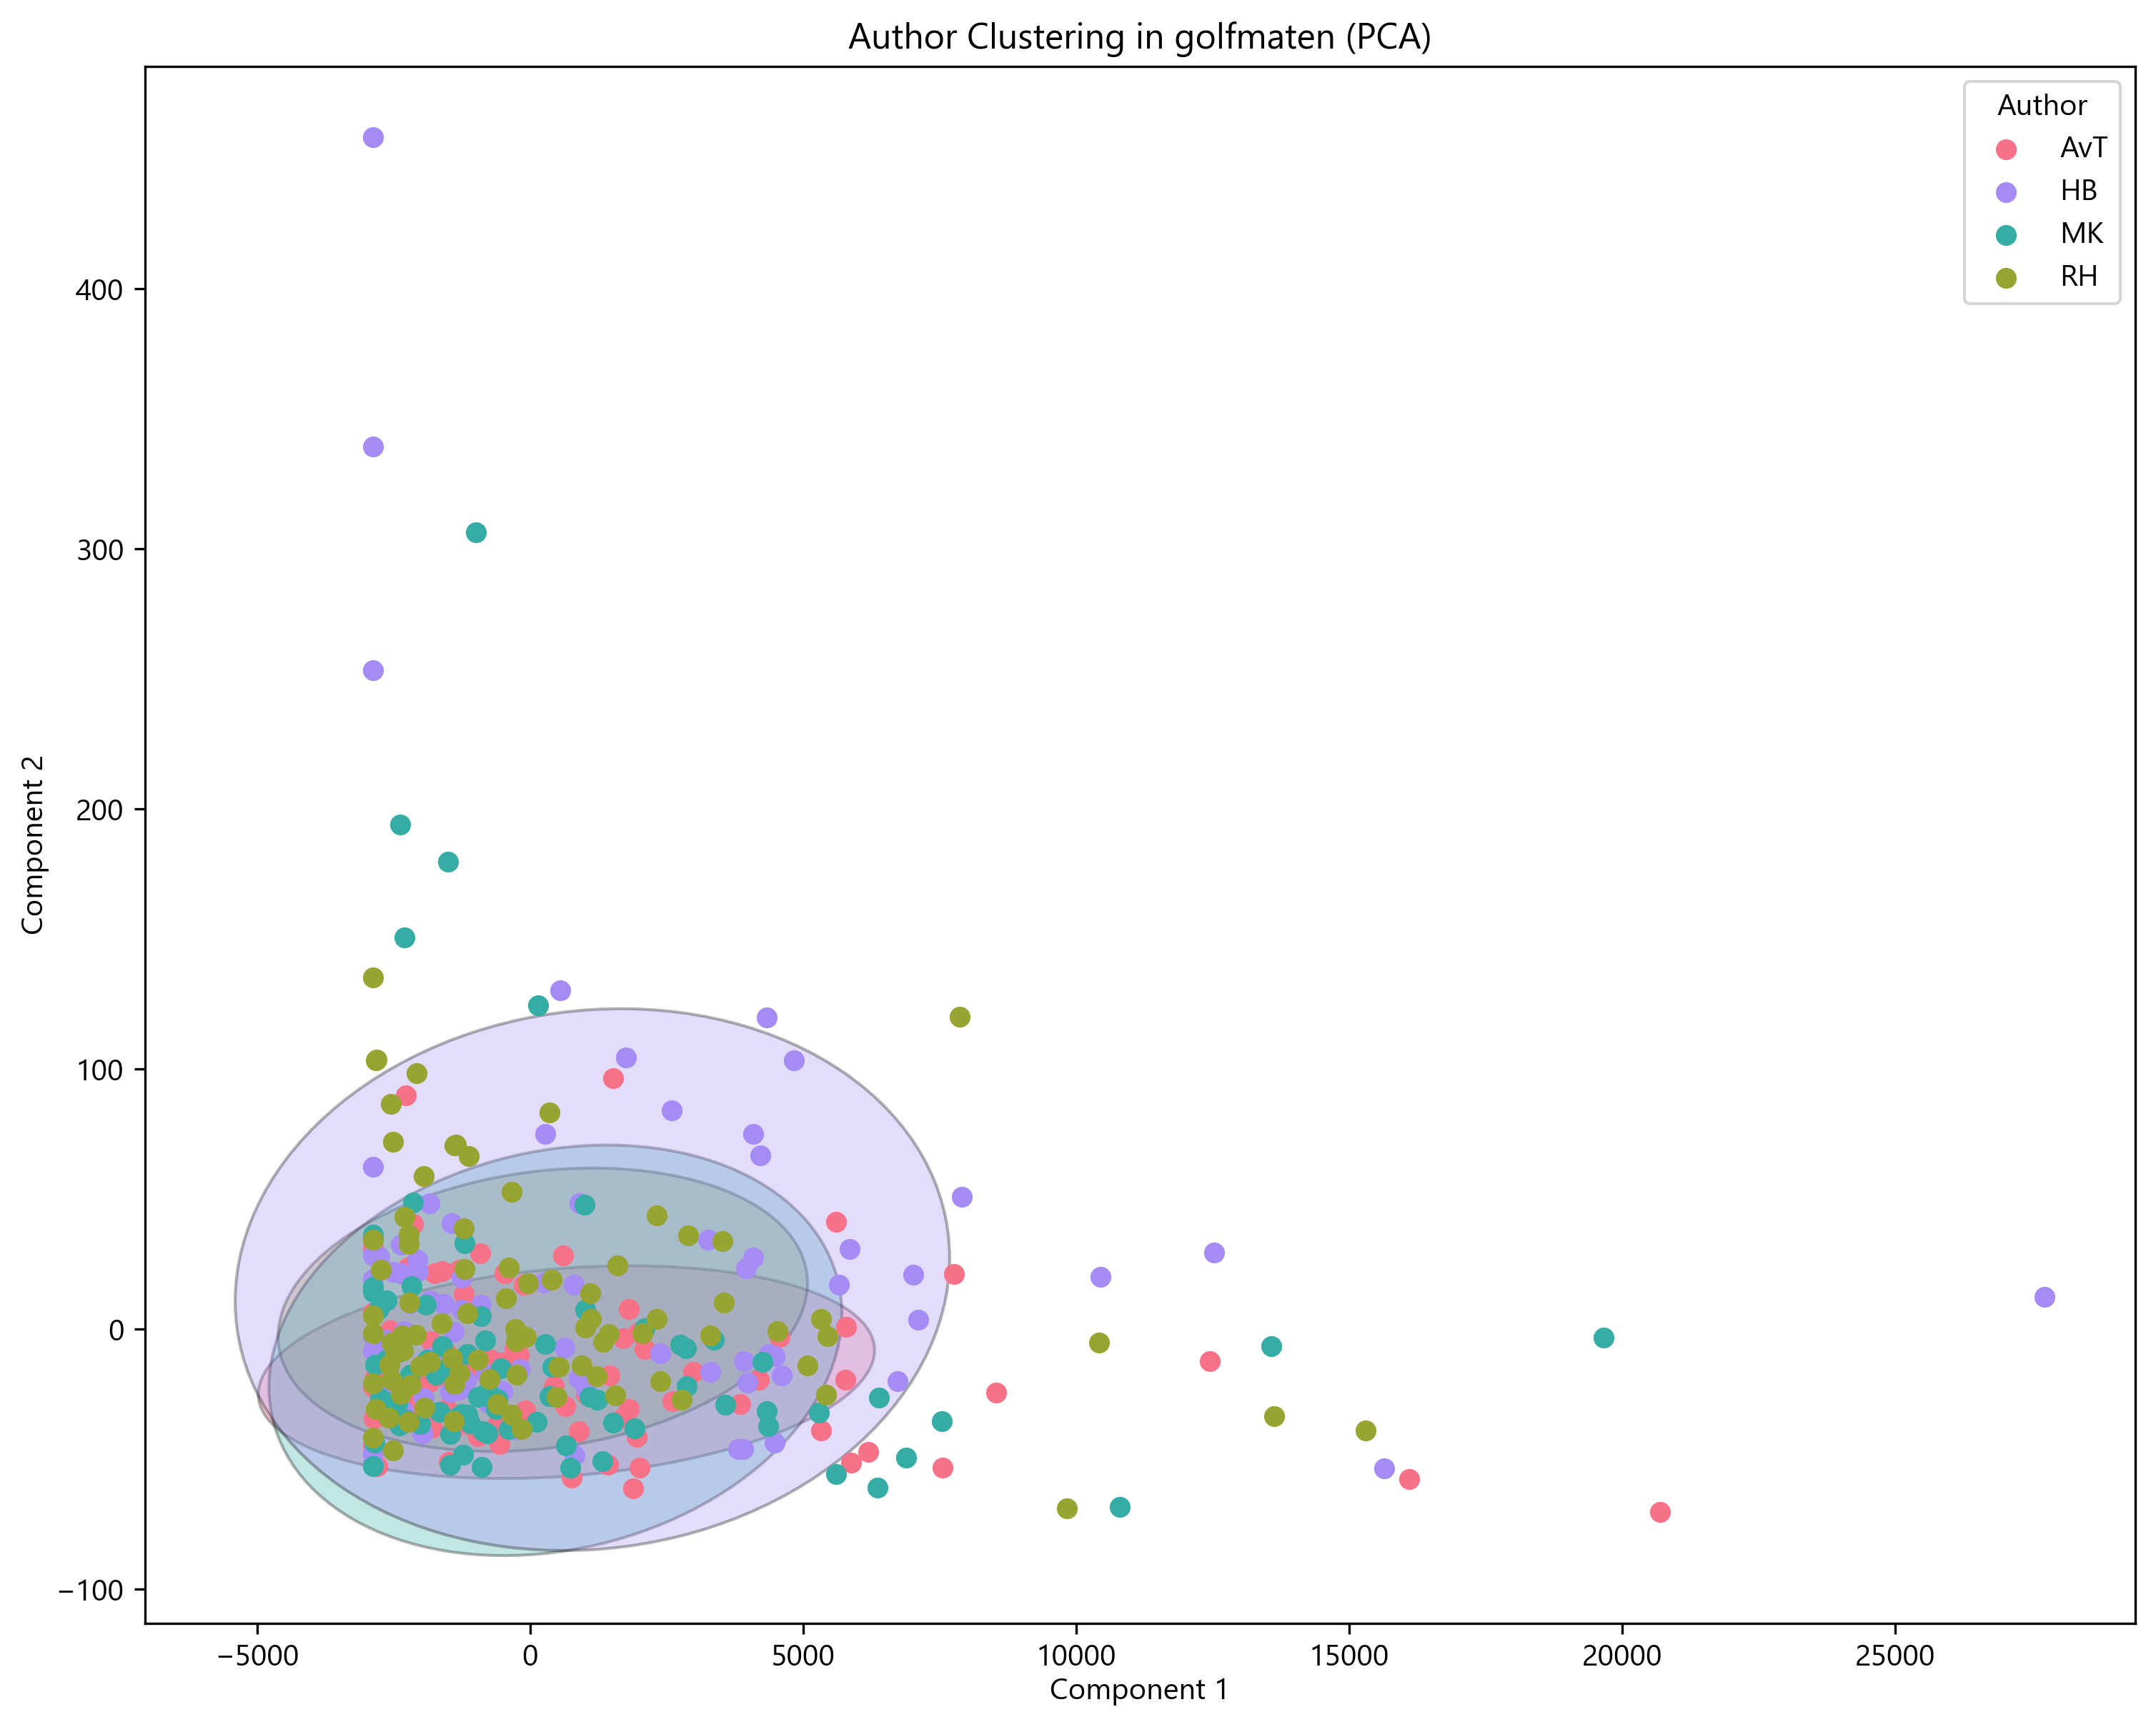 Author Clustering in golfmaten (PCA)
Author
AvT
HB
MK
RH
Component 2
400
300
200
100
0
−100
−5000
0
5000
10000
15000
20000
25000
Component 1